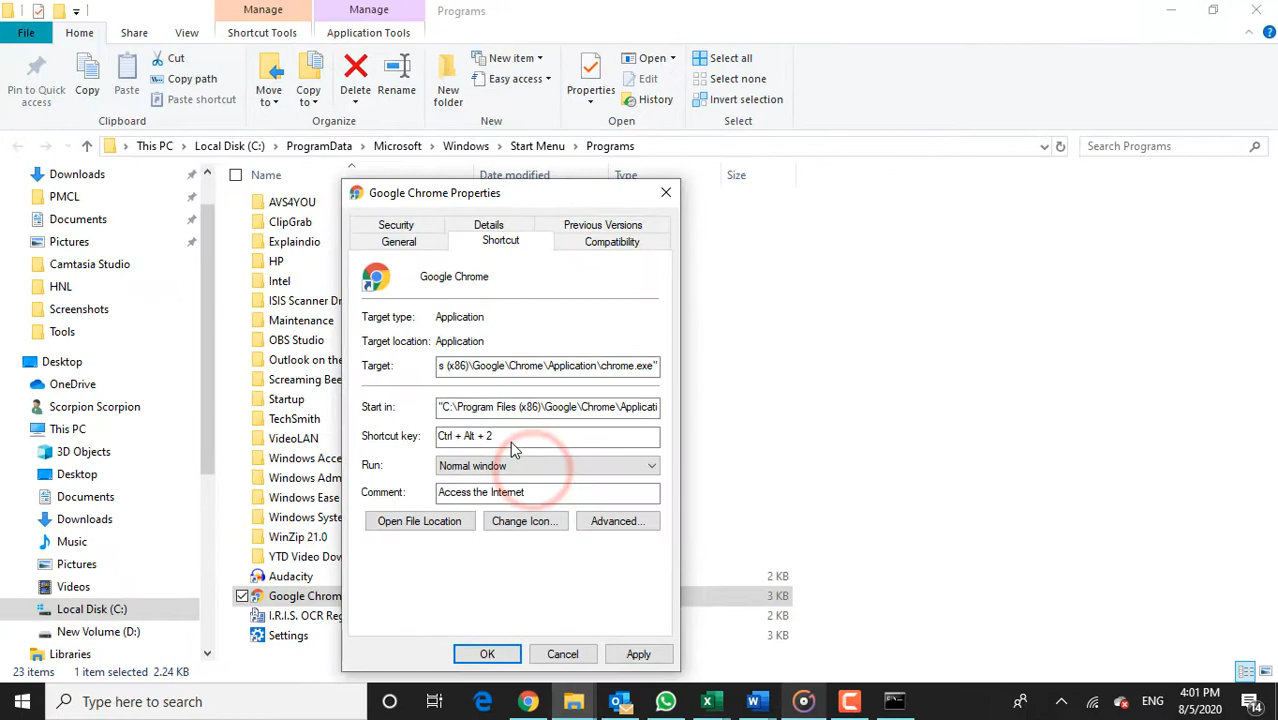 Manage
Manage
Programs
File
Home
Share
View
Shortcut Tools
Application Tools
Pin to Quick access
Copy
Paste
Cut
Copy path
Paste shortcut
Clipboard
Move to
Copy to
Delete
Rename
Organize
New folder
New item
Easy access
New
Properties
Open
Edit
History
Open
Select all
Select none
Invert selection
Select
This PC
Local Disk (C:)
ProgramData
Microsoft
Windows
Start Menu
Programs
Search Programs
Downloads
PMCL
Documents
Pictures
Camtasia Studio
HNL
Screenshots
Tools
Desktop
OneDrive
Scorpion Scorpion
This PC
3D Objects
Desktop
Documents
Downloads
Music
Pictures
Videos
Local Disk (C:)
New Volume (D:)
Libraries
Name
Date modified
Type
Size
AVS4YOU
ClipGrab
Explaindio
HP
Intel
ISIS Scanner Dr
Maintenance
OBS Studio
Outlook on the
Screaming Bee
Startup
TechSmith
VideoLAN
Windows Acce
Windows Admi
Windows Ease
Windows Syste
WinZip 21.0
YTD Video Dow
Audacity
2 KB
Google Chrom
3 KB
I.R.I.S. OCR Reg
2 KB
Settings
3 KB
Google Chrome Properties
Security
Details
Previous Versions
General
Shortcut
Compatibility
Google Chrome
Target type: Application
Target location: Application
Target: s (x86)\Google\Chrome\Application\chrome.exe"
Start in: "C:\Program Files (x86)\Google\Chrome\Applicati
Shortcut key: Ctrl + Alt + 2
Run: Normal window
Comment: Access the Internet
Open File Location
Change Icon...
Advanced...
OK
Cancel
Apply
23 items
1 item selected 2.24 KB
Type here to search
ENG
4:01 PM
8/5/2020
14